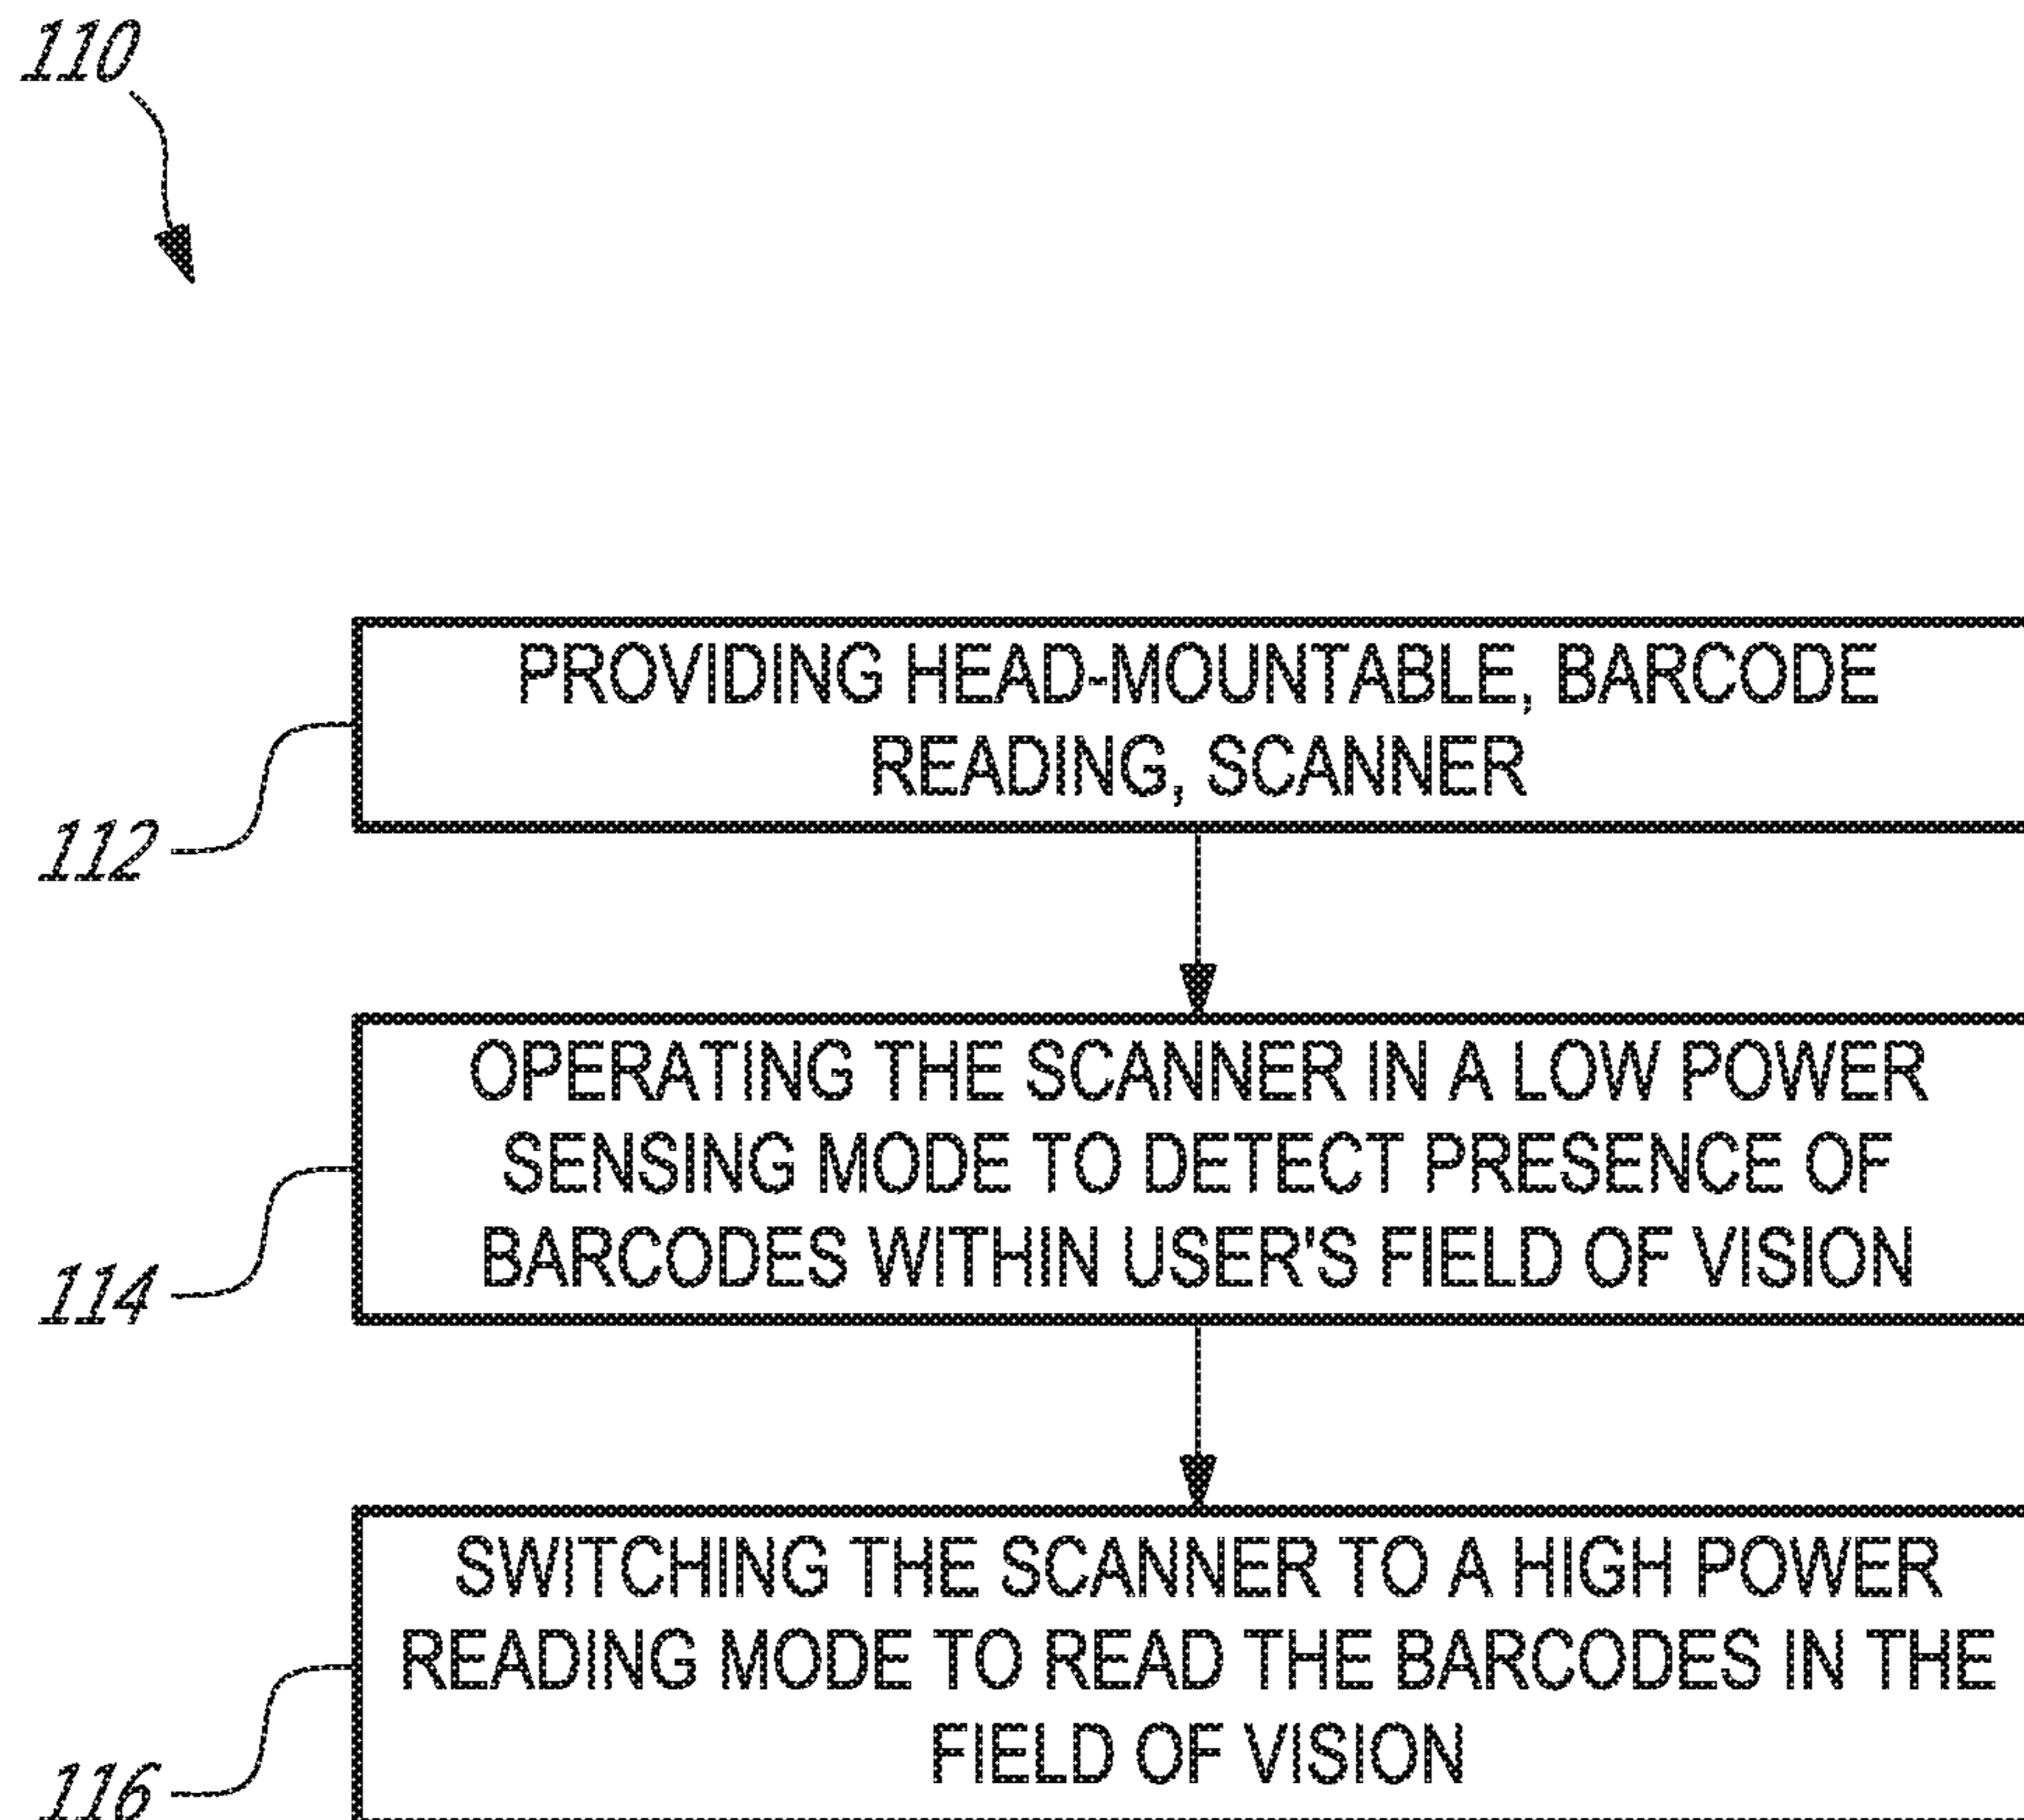 110
PROVIDING HEAD-MOUNTABLE, BARCODE
READING, SCANNER
112
OPERATING THE SCANNER IN A LOW POWER
SENSING MODE TO DETECT PRESENCE OF
BARCODES WITHIN USER'S FIELD OF VISION
114
SWITCHING THE SCANNER TO A HIGH POWER
READING MODE TO READ THE BARCODES IN THE
FIELD OF VISION
116